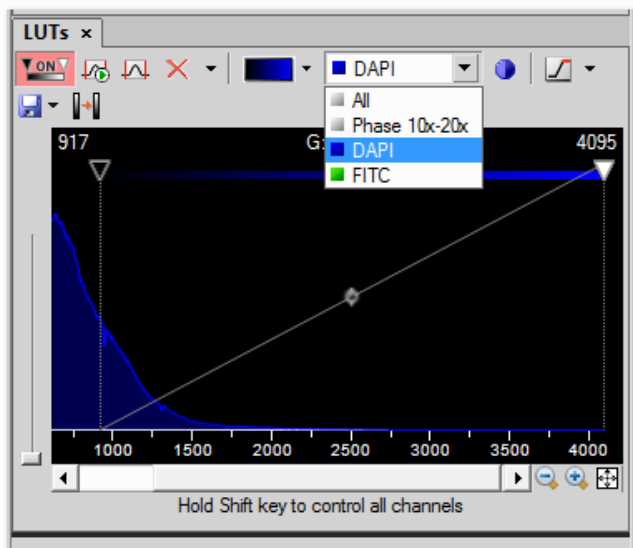 LUTs ×
ON
DAPI
All
Phase 10x-20x
DAPI
FITC
917
4095
1000 1500 2000 2500 3000 3500 4000
Hold Shift key to control all channels